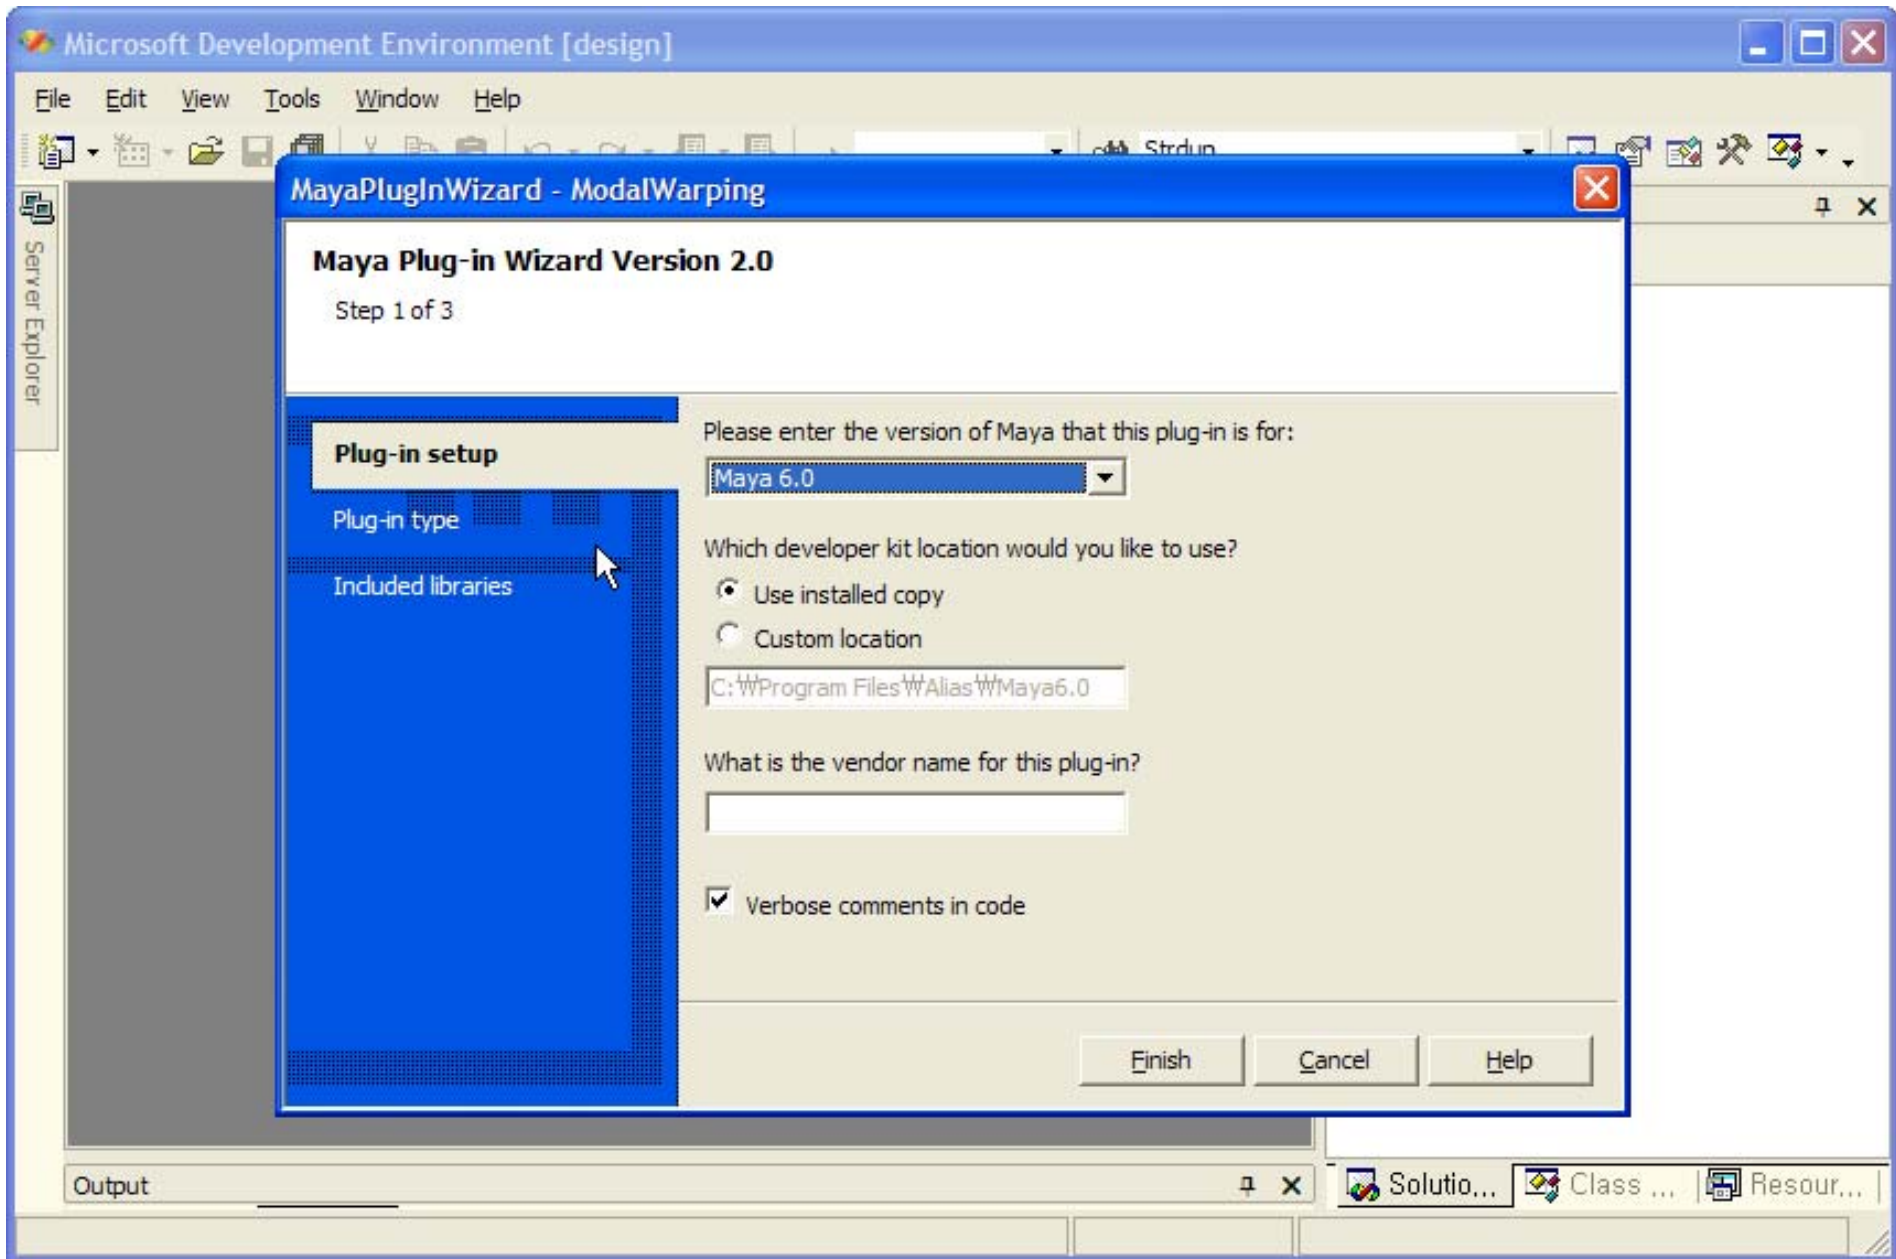 Microsoft Development Environment [design]
File Edit View Tools Window Help
Strdup
Server Explorer
MayaPlugInWizard - ModalWarping
Maya Plug-in Wizard Version 2.0
Step 1 of 3
Plug-in setup
Plug-in type
Included libraries
Please enter the version of Maya that this plug-in is for:
Maya 6.0
Which developer kit location would you like to use?
Use installed copy
Custom location
C:₩Program Files₩Alias₩Maya6.0
What is the vendor name for this plug-in?
Verbose comments in code
Finish Cancel Help
Output
Solutio... Class ... Resour...